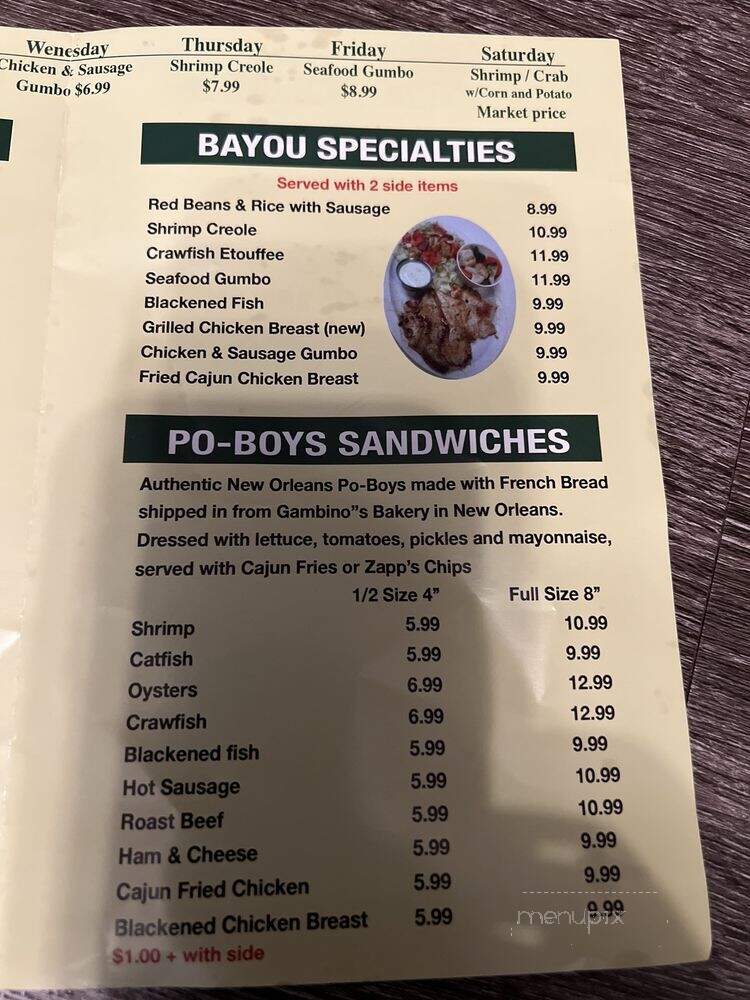 Wenesday Thursday Friday Saturday
Chicken & Sausage Shrimp Creole Seafood Gumbo Shrimp / Crab
Gumbo $6.99 $7.99 $8.99 w/Corn and Potato
Market price
BAYOU SPECIALTIES
Served with 2 side items
Red Beans & Rice with Sausage 8.99
Shrimp Creole 10.99
Crawfish Etouffee 11.99
Seafood Gumbo 11.99
Blackened Fish 9.99
Grilled Chicken Breast (new) 9.99
Chicken & Sausage Gumbo 9.99
Fried Cajun Chicken Breast 9.99
PO-BOYS SANDWICHES
Authentic New Orleans Po-Boys made with French Bread
shipped in from Gambino"s Bakery in New Orleans.
Dressed with lettuce, tomatoes, pickles and mayonnaise,
served with Cajun Fries or Zapp's Chips
1/2 Size 4" Full Size 8"
Shrimp 5.99 10.99
Catfish 5.99 9.99
Oysters 6.99 12.99
Crawfish 6.99 12.99
Blackened fish 5.99 9.99
Hot Sausage 5.99 10.99
Roast Beef 5.99 10.99
Ham & Cheese 5.99 9.99
Cajun Fried Chicken 5.99 9.99
Blackened Chicken Breast 5.99 9.99
$1.00 + with side
menupix